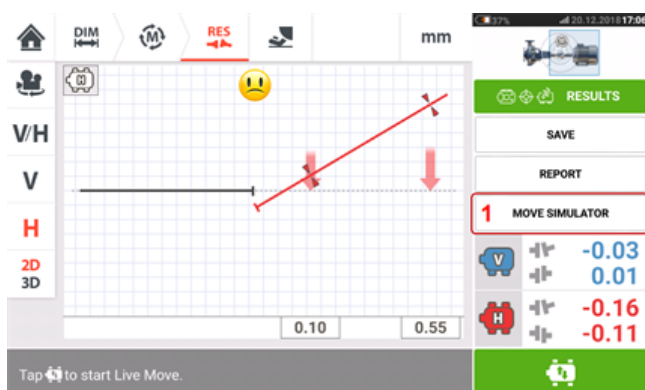 DIM
M
RES
mm
37%
20.12.2018 17:06
H
V/H
V
H
2D
3D
RESULTS
SAVE
REPORT
1 MOVE SIMULATOR
V
-0.03
0.01
H
-0.16
-0.11
0.10 0.55
Tap to start Live Move.